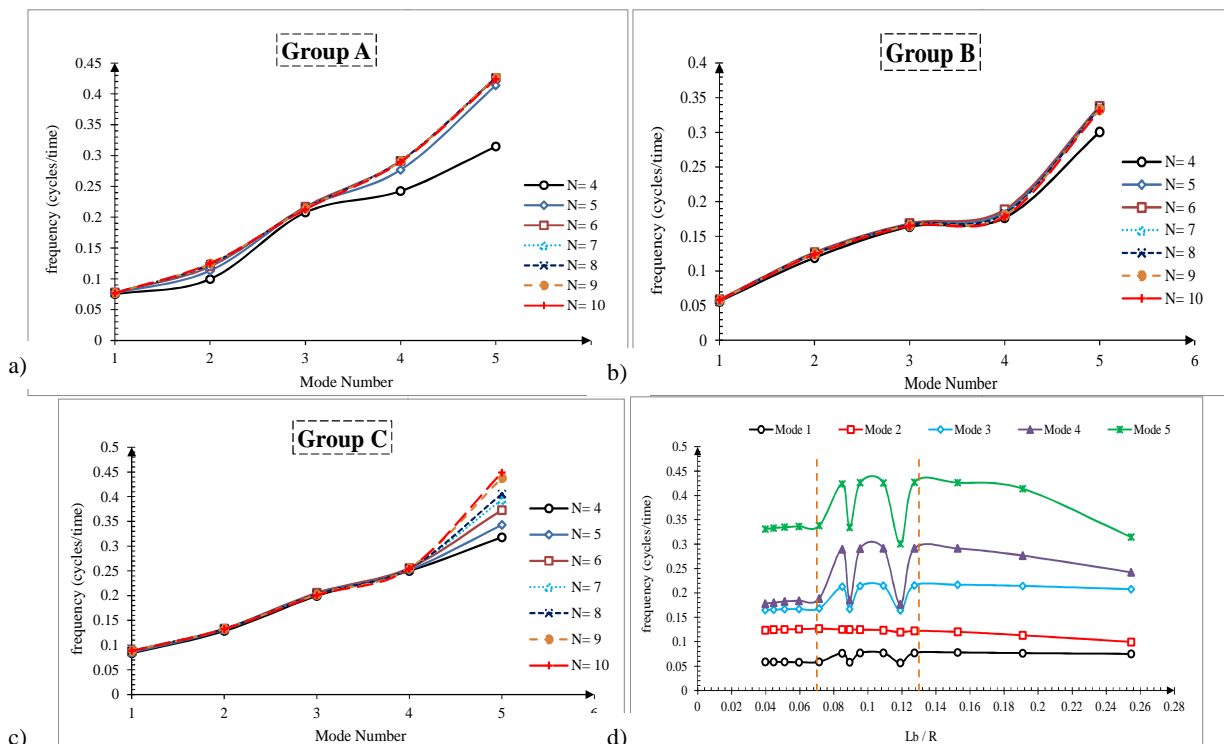 Group A
0.45
0.4
0.35
0.3
0.25
0.2
0.15
0.1
0.05
0
frequency (cycles/time)
N= 4
N= 5
N= 6
N= 7
N= 8
N= 9
N= 10
1 2 3 4 5
Mode Number
a)
Group B
0.4
0.35
0.3
0.25
0.2
0.15
0.1
0.05
0
frequency (cycles/time)
N= 4
N= 5
N= 6
N= 7
N= 8
N= 9
N= 10
1 2 3 4 5 6
Mode Number
b)
Group C
0.5
0.45
0.4
0.35
0.3
0.25
0.2
0.15
0.1
0.05
0
frequency (cycles/time)
N= 4
N= 5
N= 6
N= 7
N= 8
N= 9
N= 10
1 2 3 4 5 6
Mode Number
c)
Mode 1 Mode 2 Mode 3 Mode 4 Mode 5
0.5
0.45
0.4
0.35
0.3
0.25
0.2
0.15
0.1
0.05
0
frequency (cycles/time)
0 0.02 0.04 0.06 0.08 0.1 0.12 0.14 0.16 0.18 0.2 0.22 0.24 0.26 0.28
Lb / R
d)